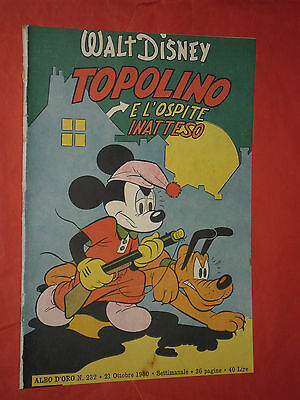 WALT DISNEY
TOPOLINO
E L'OSPITE
INATTESO
ALBO D'ORO N. 232 • 21 Ottobre 1950 • Settimanale • 36 pagine • 40 Lire